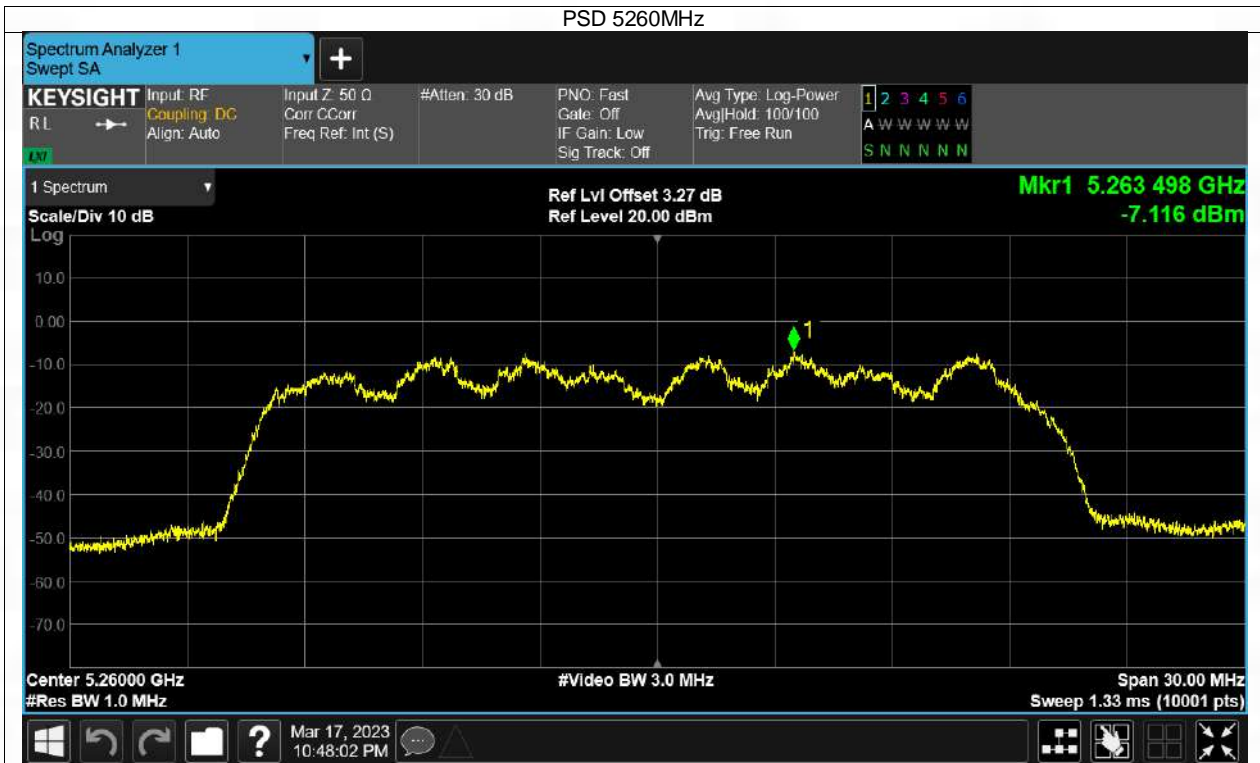 PSD 5260MHz
Spectrum Analyzer 1
Swept SA
KEYSIGHT
RL
LXI
Input: RF
Coupling: DC
Align: Auto
Input Z: 50 Ω
Corr CCorr
Freq Ref: Int (S)
#Atten: 30 dB
PNO: Fast
Gate: Off
IF Gain: Low
Sig Track: Off
Avg Type: Log-Power
Avg|Hold: 100/100
Trig: Free Run
1 2 3 4 5 6
A W W W W W
S N N N N N
1 Spectrum
Scale/Div 10 dB
Log
Ref Lvl Offset 3.27 dB
Ref Level 20.00 dBm
Mkr1 5.263 498 GHz
-7.116 dBm
10.0
0.00
-10.0
-20.0
-30.0
-40.0
-50.0
-60.0
-70.0
1
Center 5.26000 GHz
#Res BW 1.0 MHz
#Video BW 3.0 MHz
Span 30.00 MHz
Sweep 1.33 ms (10001 pts)
?
Mar 17, 2023
10:48:02 PM